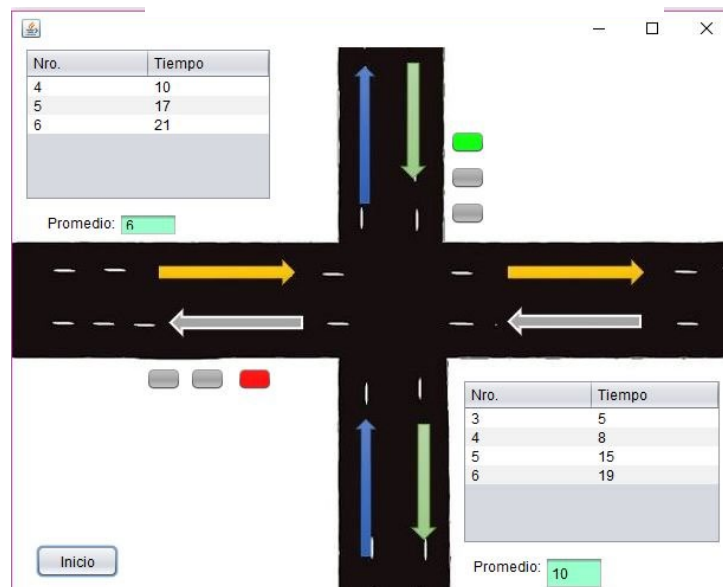 Nro. Tiempo
4 10
5 17
6 21
Promedio: 6
Nro. Tiempo
3 5
4 8
5 15
6 19
Promedio: 10
Inicio